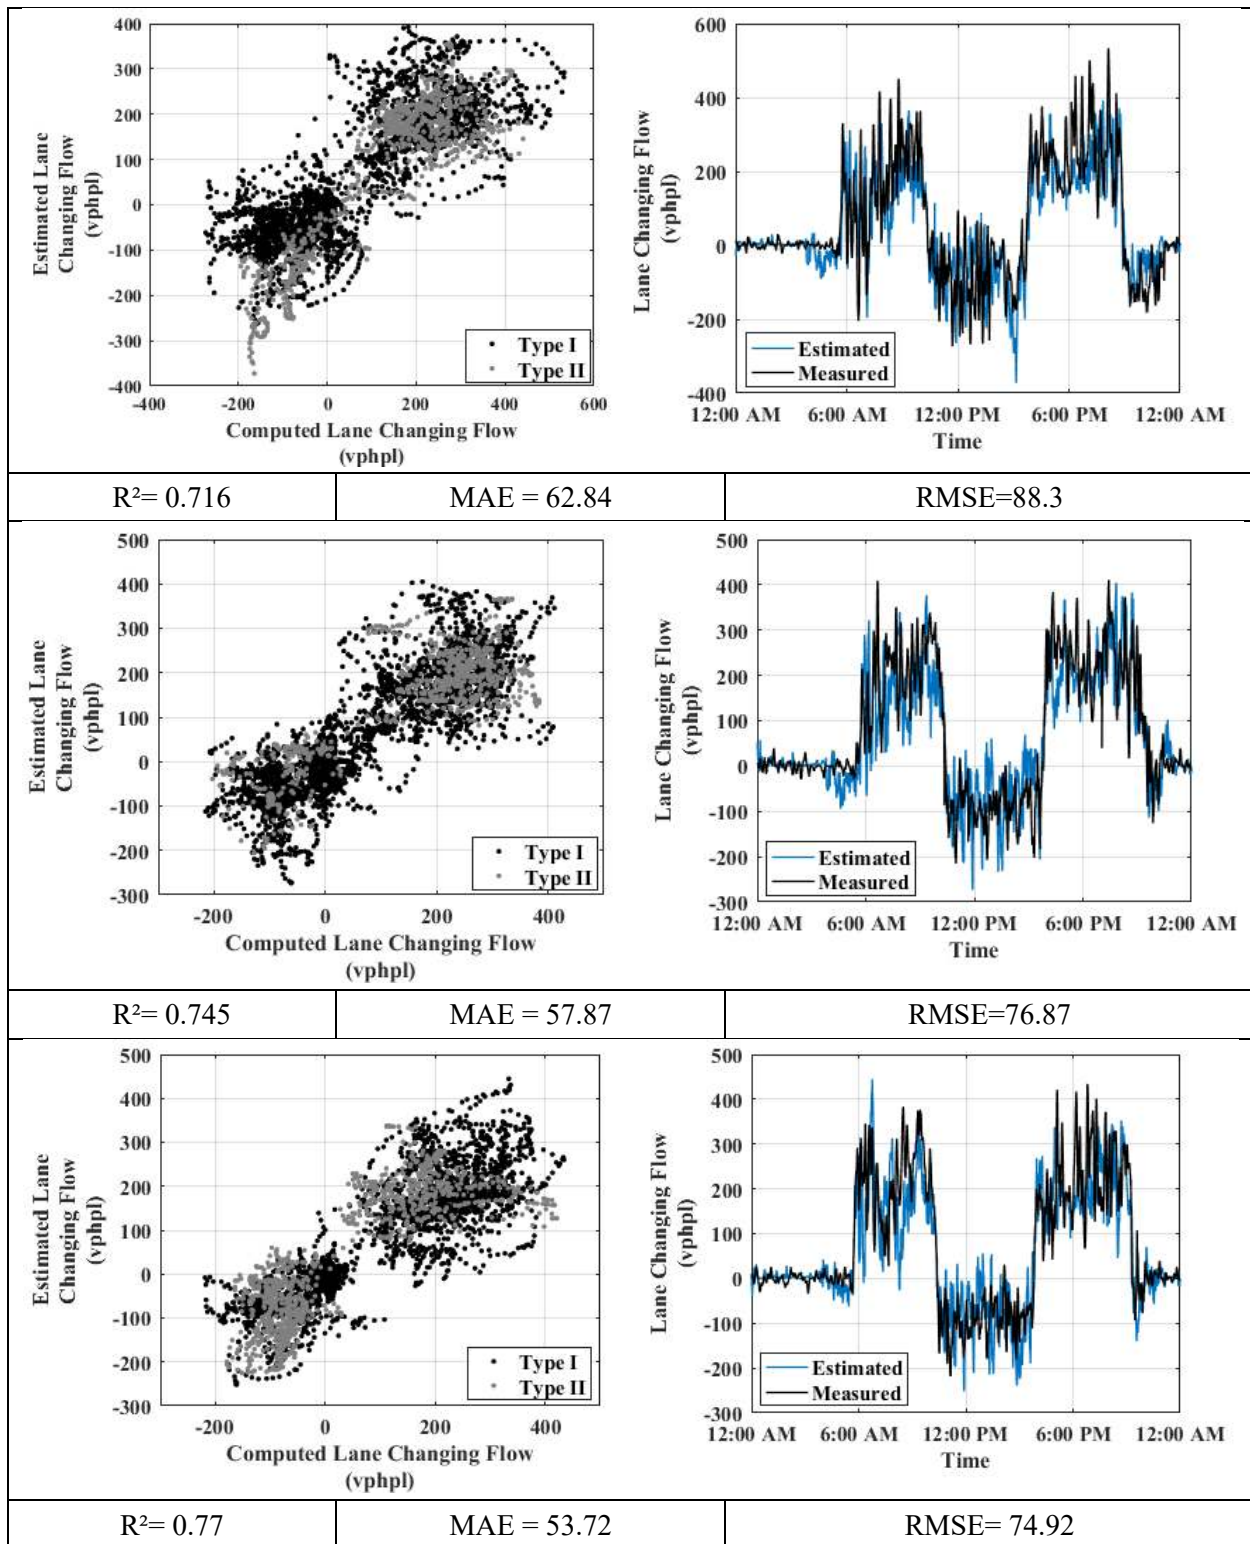 400
300
200
100
0
-100
-200
-300
-400
Estimated Lane
Changing Flow
(vphpl)
-400 -200 0 200 400 600
Computed Lane Changing Flow
(vphpl)
Type I
Type II
600
400
200
0
-200
-400
Lane Changing Flow
(vphpl)
Estimated
Measured
12:00 AM 6:00 AM 12:00 PM 6:00 PM 12:00 AM
Time
R²= 0.716 MAE = 62.84 RMSE=88.3
500
400
300
200
100
0
-100
-200
-300
Estimated Lane
Changing Flow
(vphpl)
-200 0 200 400
Computed Lane Changing Flow
(vphpl)
Type I
Type II
500
400
300
200
100
0
-100
-200
-300
Lane Changing Flow
(vphpl)
Estimated
Measured
12:00 AM 6:00 AM 12:00 PM 6:00 PM 12:00 AM
Time
R²= 0.745 MAE = 57.87 RMSE=76.87
500
400
300
200
100
0
-100
-200
-300
Estimated Lane
Changing Flow
(vphpl)
-200 0 200 400
Computed Lane Changing Flow
(vphpl)
Type I
Type II
500
400
300
200
100
0
-100
-200
-300
Lane Changing Flow
(vphpl)
Estimated
Measured
12:00 AM 6:00 AM 12:00 PM 6:00 PM 12:00 AM
Time
R²= 0.77 MAE = 53.72 RMSE= 74.92